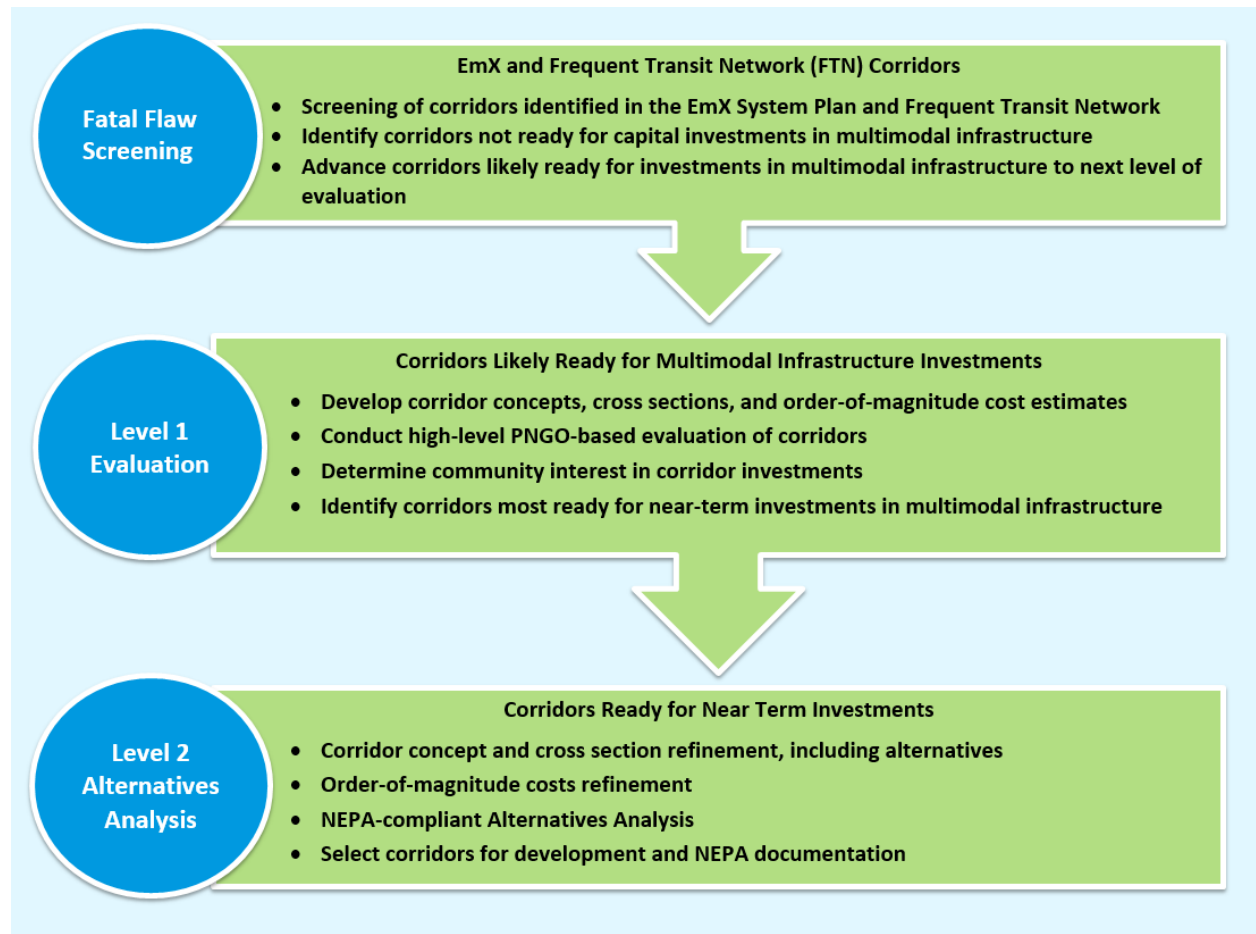 Fatal Flaw
Screening
EmX and Frequent Transit Network (FTN) Corridors
• Screening of corridors identified in the EmX System Plan and Frequent Transit Network
• Identify corridors not ready for capital investments in multimodal infrastructure
• Advance corridors likely ready for investments in multimodal infrastructure to next level of
evaluation
Level 1
Evaluation
Corridors Likely Ready for Multimodal Infrastructure Investments
• Develop corridor concepts, cross sections, and order-of-magnitude cost estimates
• Conduct high-level PNGO-based evaluation of corridors
• Determine community interest in corridor investments
• Identify corridors most ready for near-term investments in multimodal infrastructure
Level 2
Alternatives
Analysis
Corridors Ready for Near Term Investments
• Corridor concept and cross section refinement, including alternatives
• Order-of-magnitude costs refinement
• NEPA-compliant Alternatives Analysis
• Select corridors for development and NEPA documentation